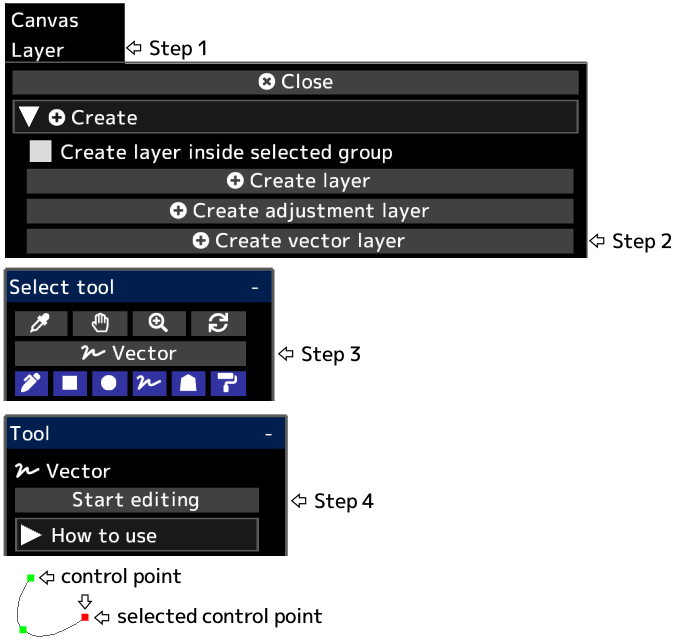 Canvas
Layer
Step 1
Close
Create
Create layer inside selected group
Create layer
Create adjustment layer
Create vector layer
Step 2
Select tool -
Vector
Step 3
Tool -
Vector
Start editing
Step 4
How to use
control point
selected control point